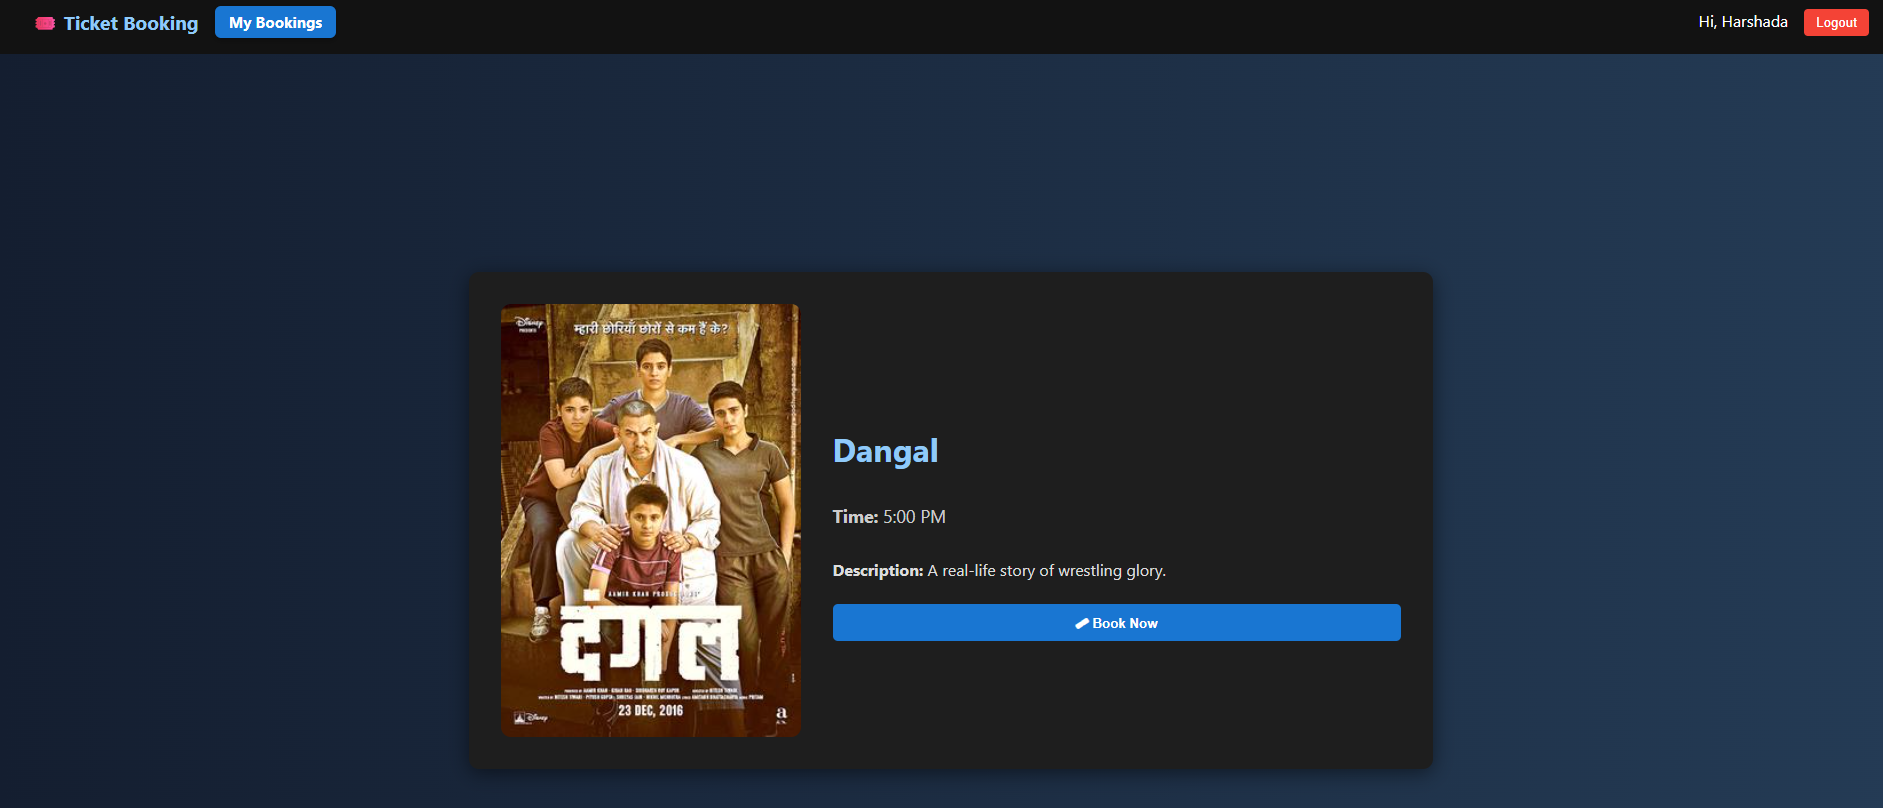 Ticket Booking
My Bookings
Hi, Harshada
Logout
Disney
PRESENTS
म्हारी छोरियाँ छोरों से कम हैं के?
Dangal
Time: 5:00 PM
Description: A real-life story of wrestling glory.
Book Now
AAMIR KHAN PRODUCTIONS'
दंगल
23 DEC, 2016
Disney